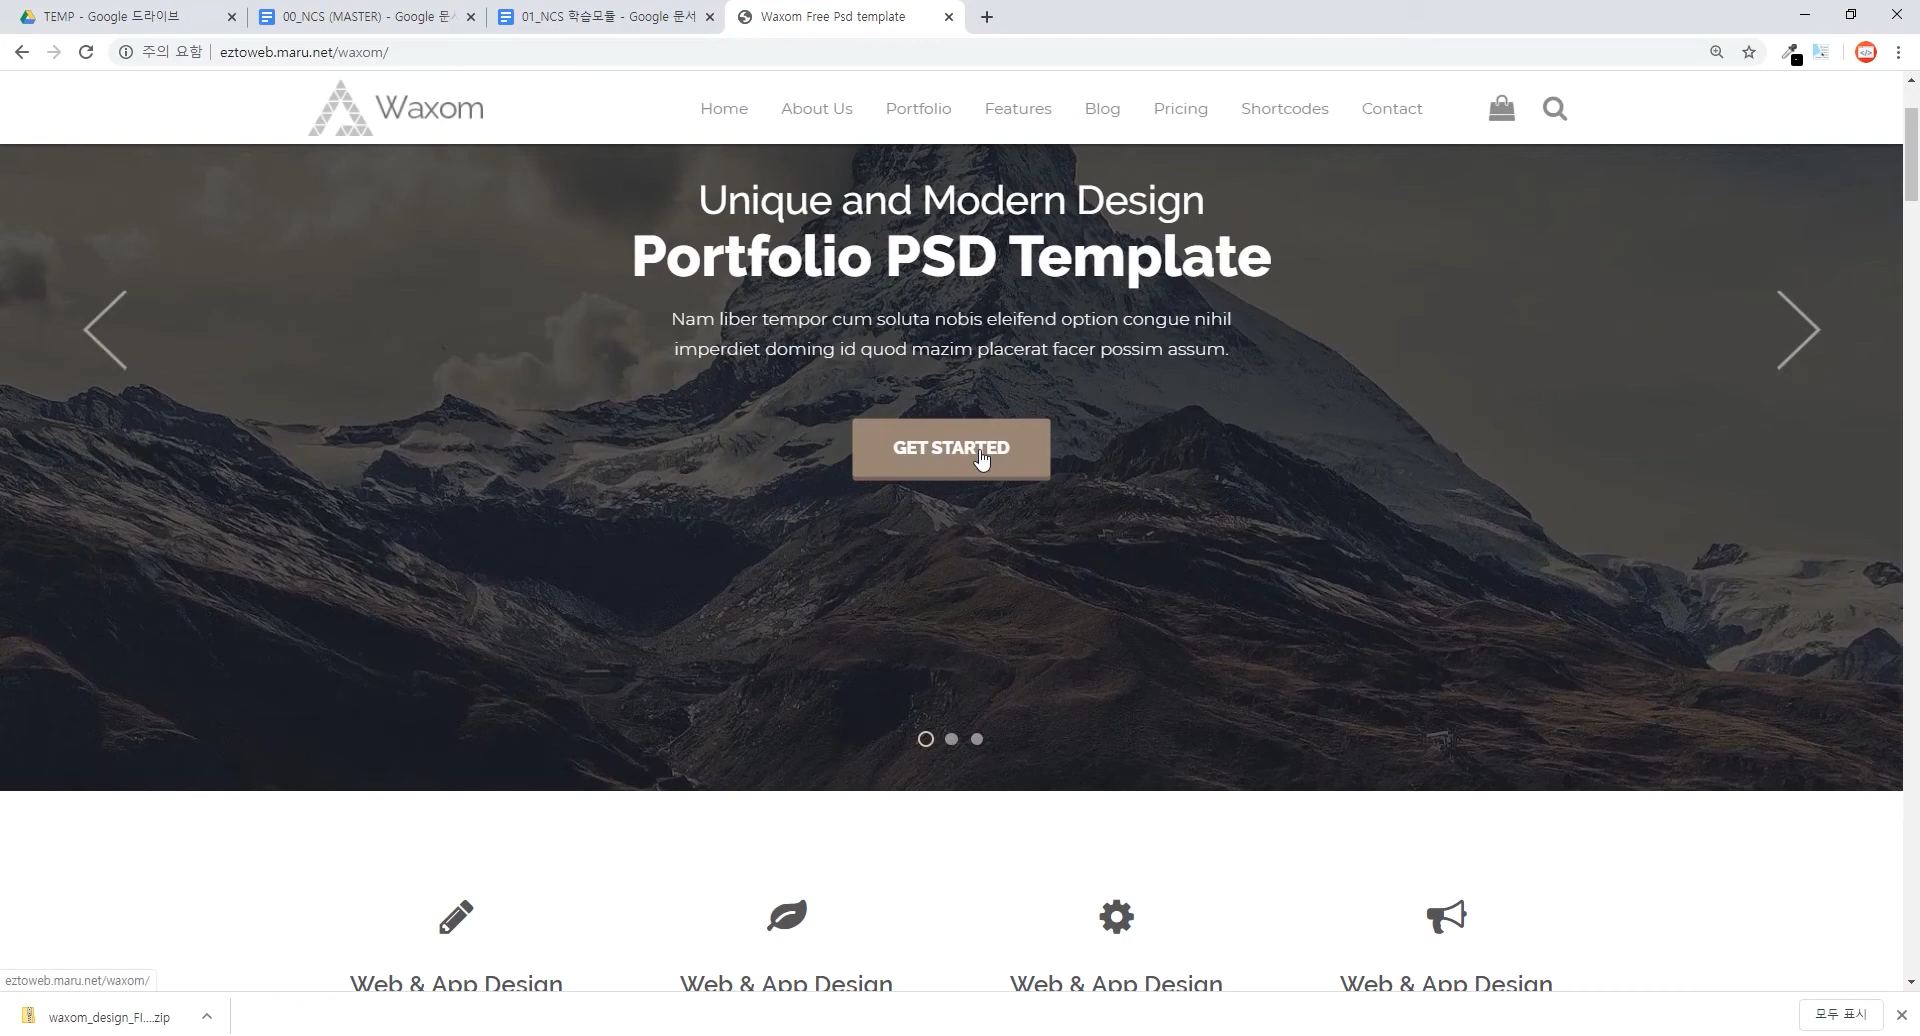 TEMP - Google 드라이브
00_NCS (MASTER) - Google 문서
01_NCS 학습모듈 - Google 문서
Waxom Free Psd template
주의 요함
eztoweb.maru.net/waxom/
Waxom
Home
About Us
Portfolio
Features
Blog
Pricing
Shortcodes
Contact
Unique and Modern Design
Portfolio PSD Template
Nam liber tempor cum soluta nobis eleifend option congue nihil
imperdiet doming id quod mazim placerat facer possim assum.
GET STARTED
Web & App Design
Web & App Design
Web & App Design
Web & App Design
eztoweb.maru.net/waxom/
waxom_design_FI....zip
모두 표시